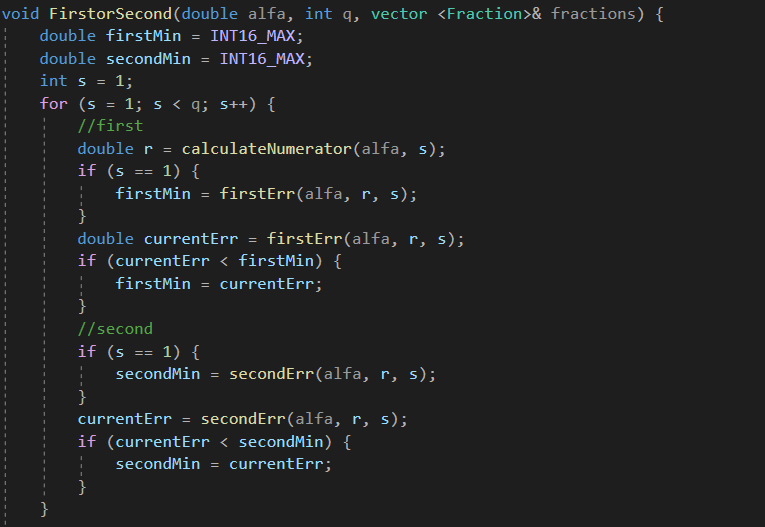 void FirstorSecond(double alfa, int q, vector <Fraction>& fractions) {
    double firstMin = INT16_MAX;
    double secondMin = INT16_MAX;
    int s = 1;
    for (s = 1; s < q; s++) {
        //first
        double r = calculateNumerator(alfa, s);
        if (s == 1) {
            firstMin = firstErr(alfa, r, s);
        }
        double currentErr = firstErr(alfa, r, s);
        if (currentErr < firstMin) {
            firstMin = currentErr;
        }
        //second
        if (s == 1) {
            secondMin = secondErr(alfa, r, s);
        }
        currentErr = secondErr(alfa, r, s);
        if (currentErr < secondMin) {
            secondMin = currentErr;
        }
    }